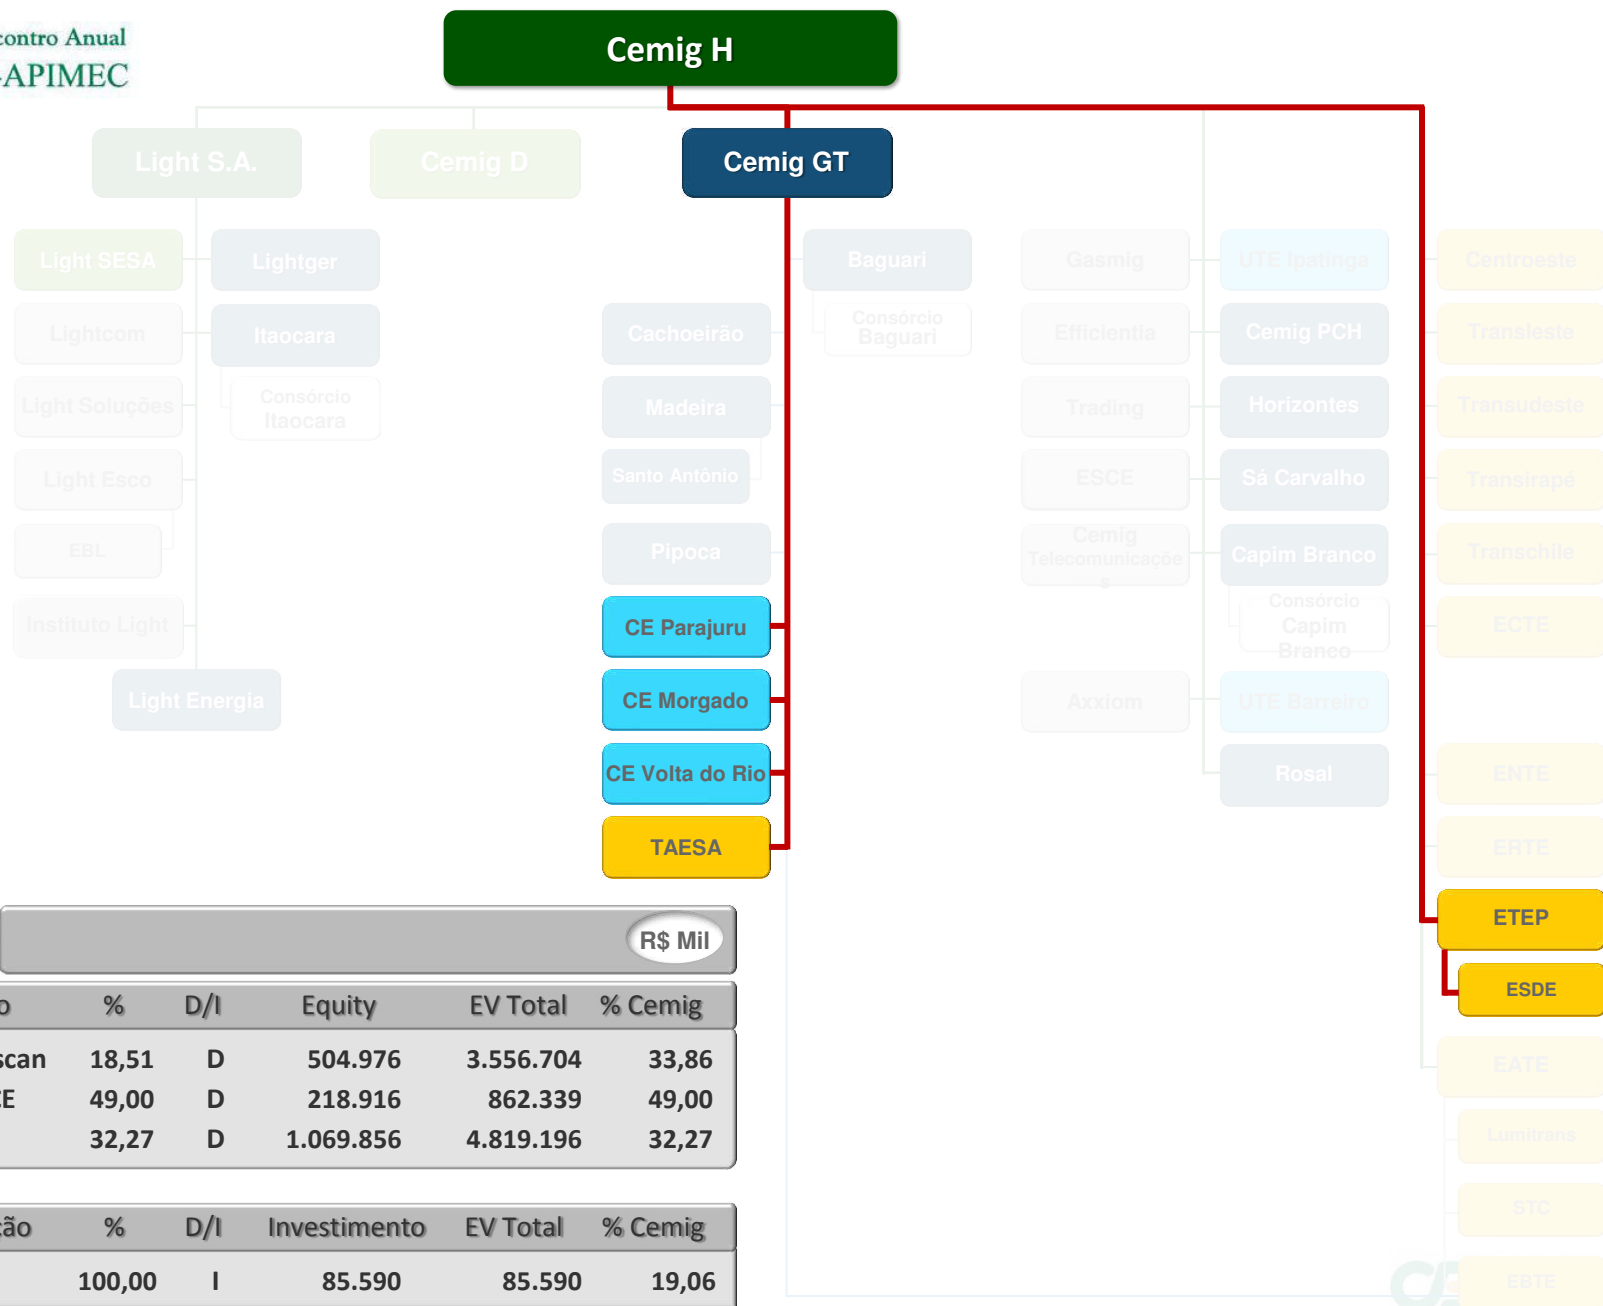 contro Anual
-APIMEC
Cemig H
Light S.A.
Cemig D
Cemig GT
Light SESA
Lightger
Baguari
Gasmig
UTE Ipatinga
Centroeste
Lightcom
Itaocara
Cachoeirão
Consórcio
Baguari
Efficientia
Cemig PCH
Transleste
Light Soluções
Consórcio
Itaocara
Madeira
Trading
Horizontes
Transudeste
Light Esco
Santo Antônio
ESCE
Sá Carvalho
Transirapé
EBL
Pipoca
Cemig
Telecomunicaçõe
s
Capim Branco
Transchile
Instituto Light
CE Parajuru
Consórcio
Capim
Branco
ECTE
Light Energia
CE Morgado
Axxiom
UTE Barreiro
CE Volta do Rio
Rosal
ENTE
TAESA
ERTE
ETEP
R$ Mil
ESDE
o % D/I Equity EV Total % Cemig
scan 18,51 D 504.976 3.556.704 33,86
CE 49,00 D 218.916 862.339 49,00
32,27 D 1.069.856 4.819.196 32,27
EATE
Lumitrans
STC
ção % D/I Investimento EV Total % Cemig
100,00 I 85.590 85.590 19,06
EBTE